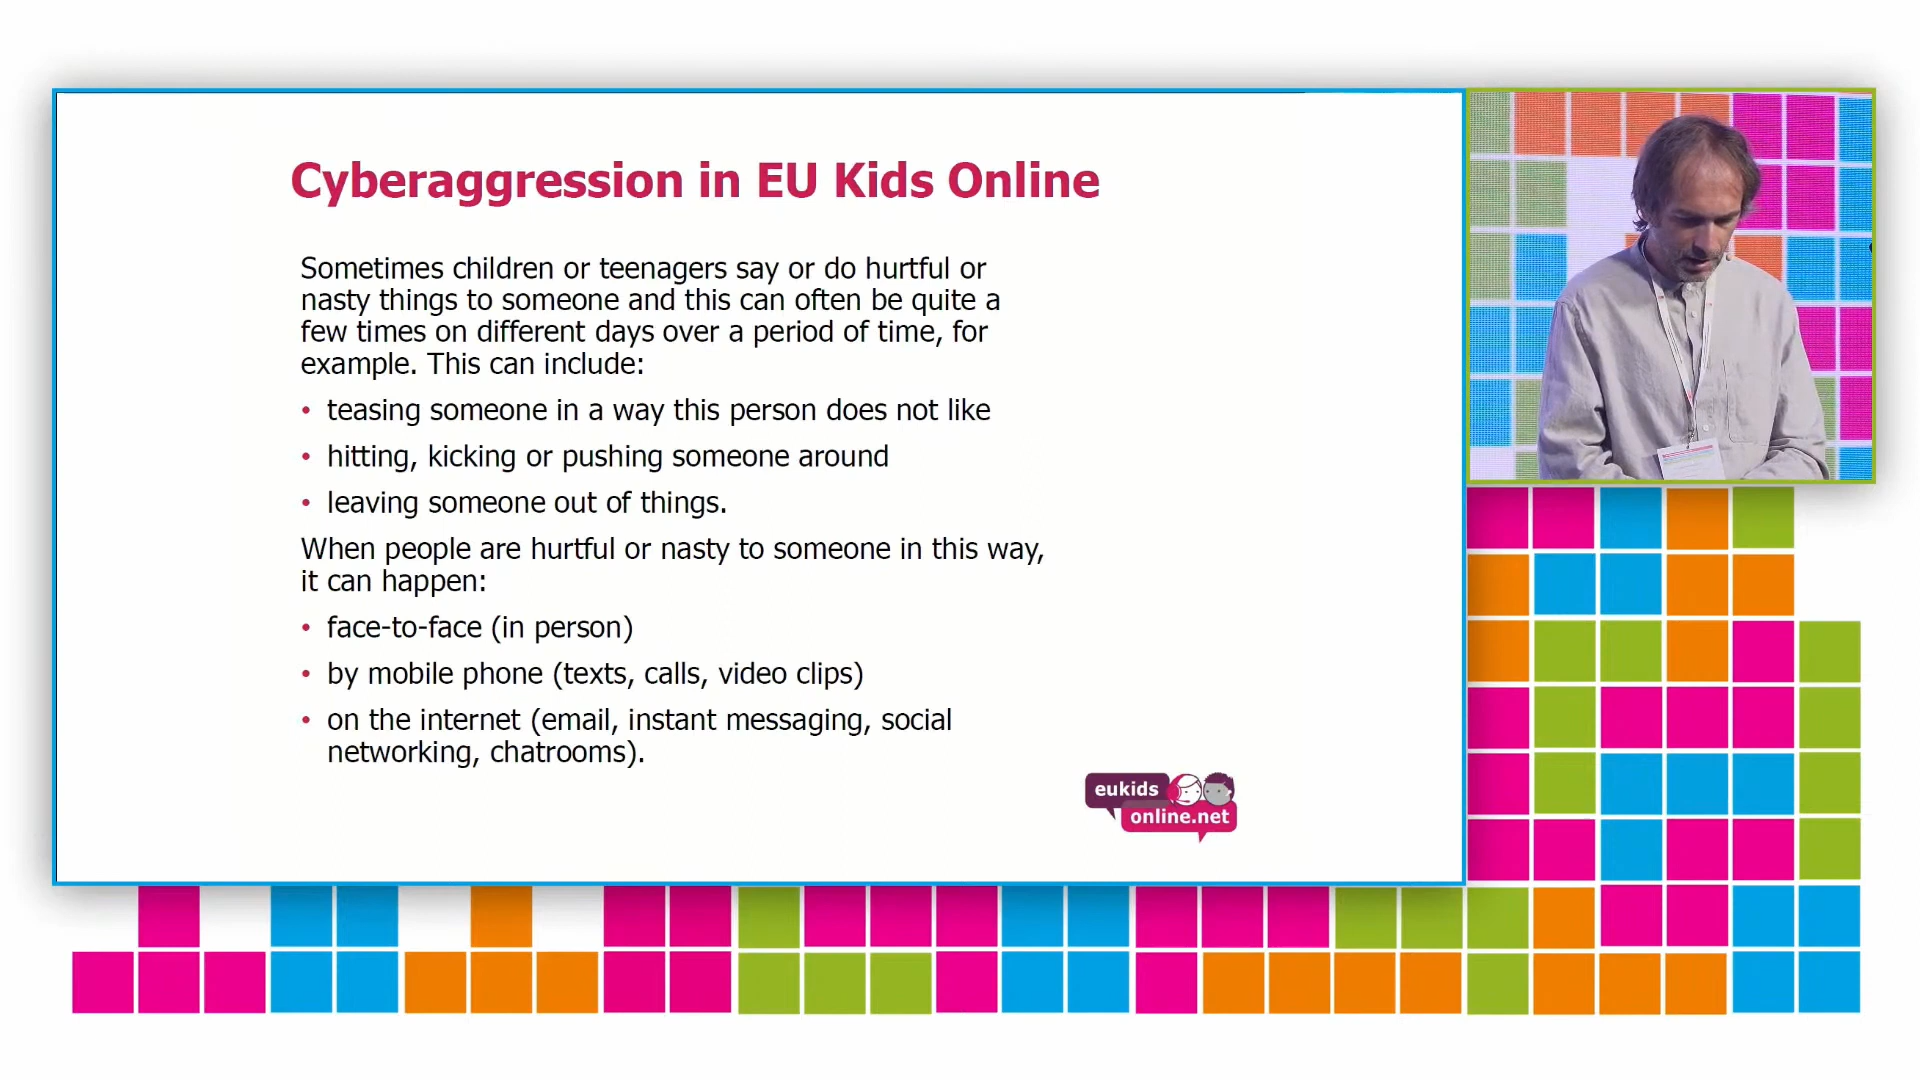 Cyberaggression in EU Kids Online
Sometimes children or teenagers say or do hurtful or
nasty things to someone and this can often be quite a
few times on different days over a period of time, for
example. This can include:
• teasing someone in a way this person does not like
• hitting, kicking or pushing someone around
• leaving someone out of things.
When people are hurtful or nasty to someone in this way,
it can happen:
• face-to-face (in person)
• by mobile phone (texts, calls, video clips)
• on the internet (email, instant messaging, social
networking, chatrooms).
eukids
online.net